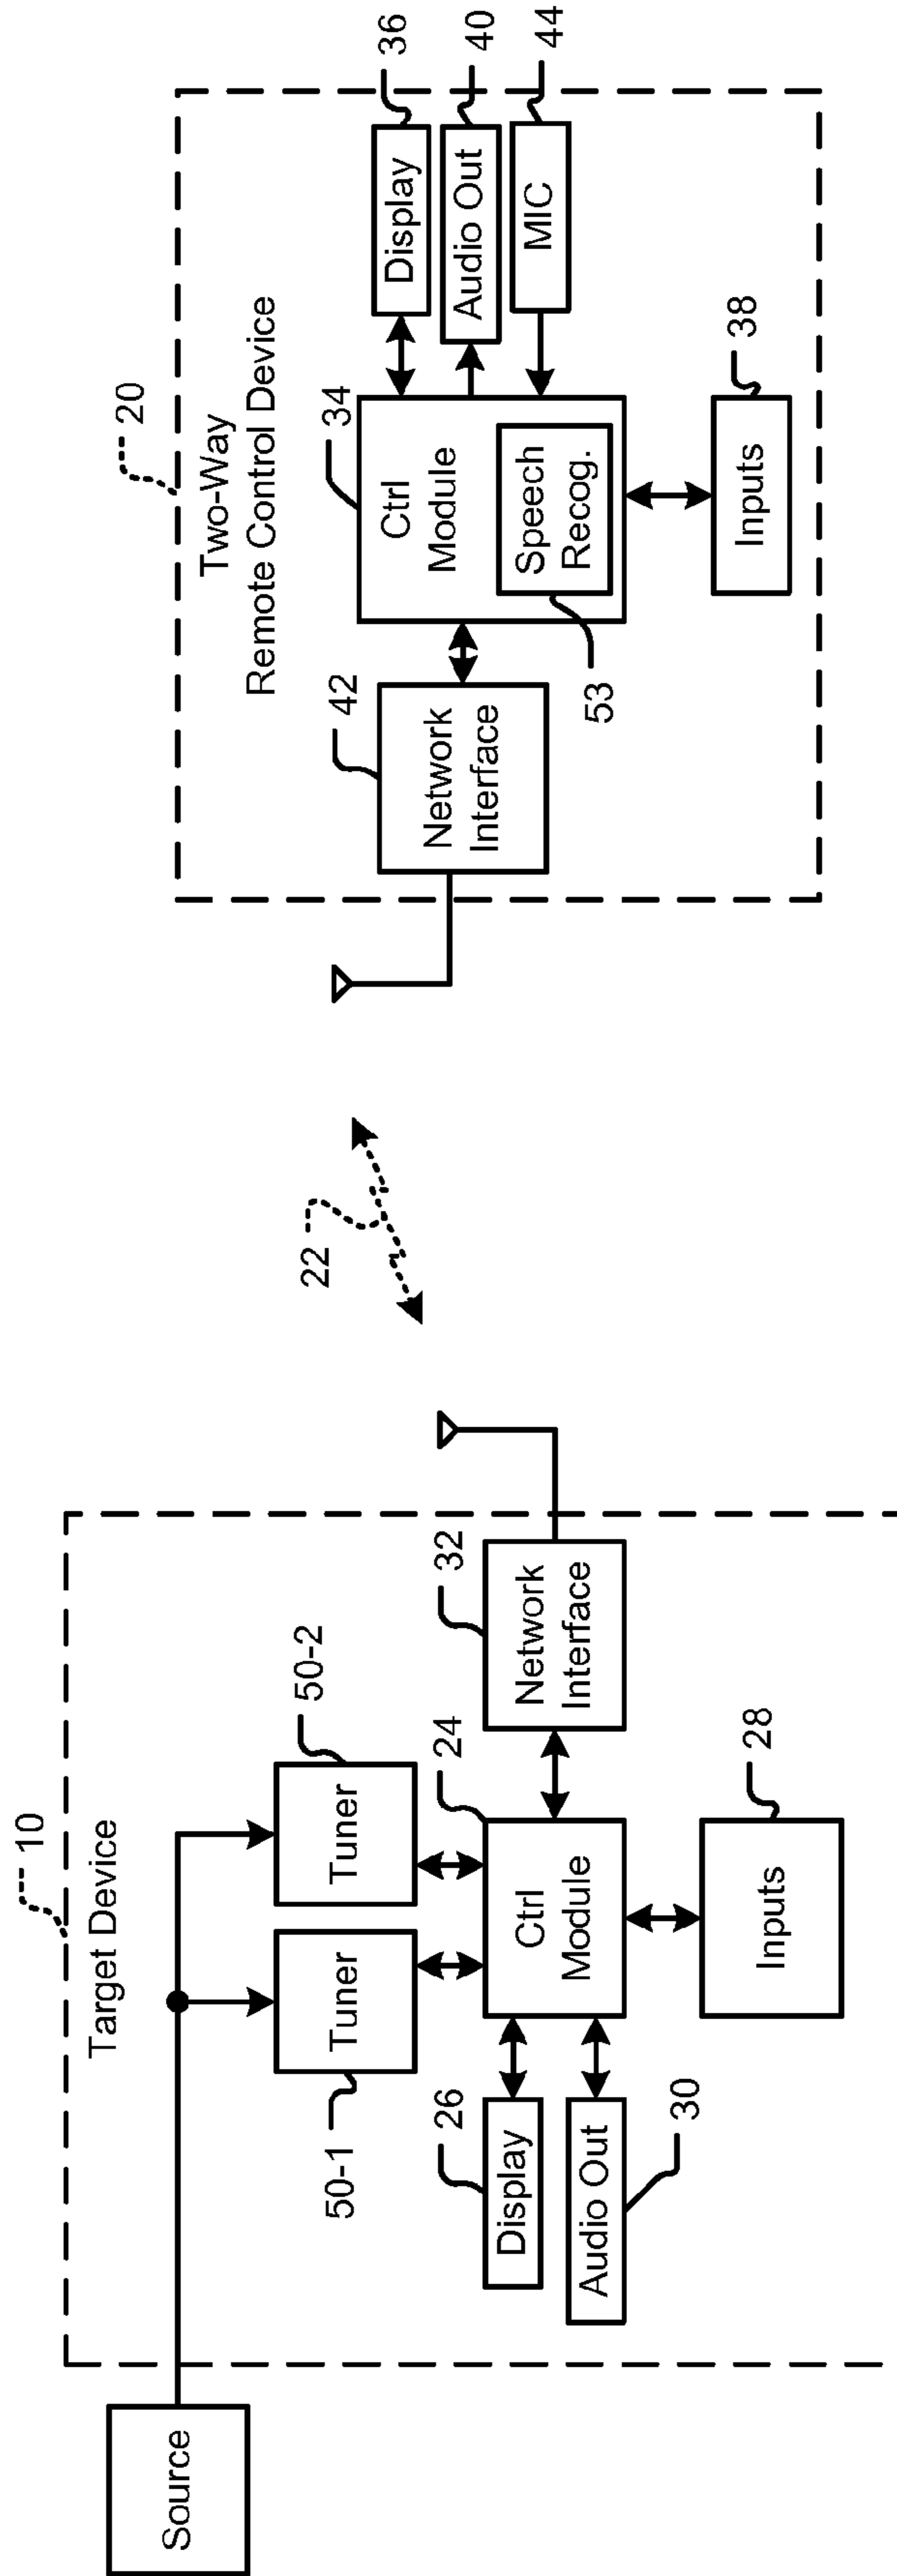 Source
10
Target Device
50-1
Tuner
50-2
Tuner
26
Display
Audio Out
30
24
Ctrl
Module
32
Network
Interface
28
Inputs
22
20
Two-Way
Remote Control Device
42
Network
Interface
34
Ctrl
Module
Speech
Recog.
53
36
Display
40
Audio Out
44
MIC
38
Inputs